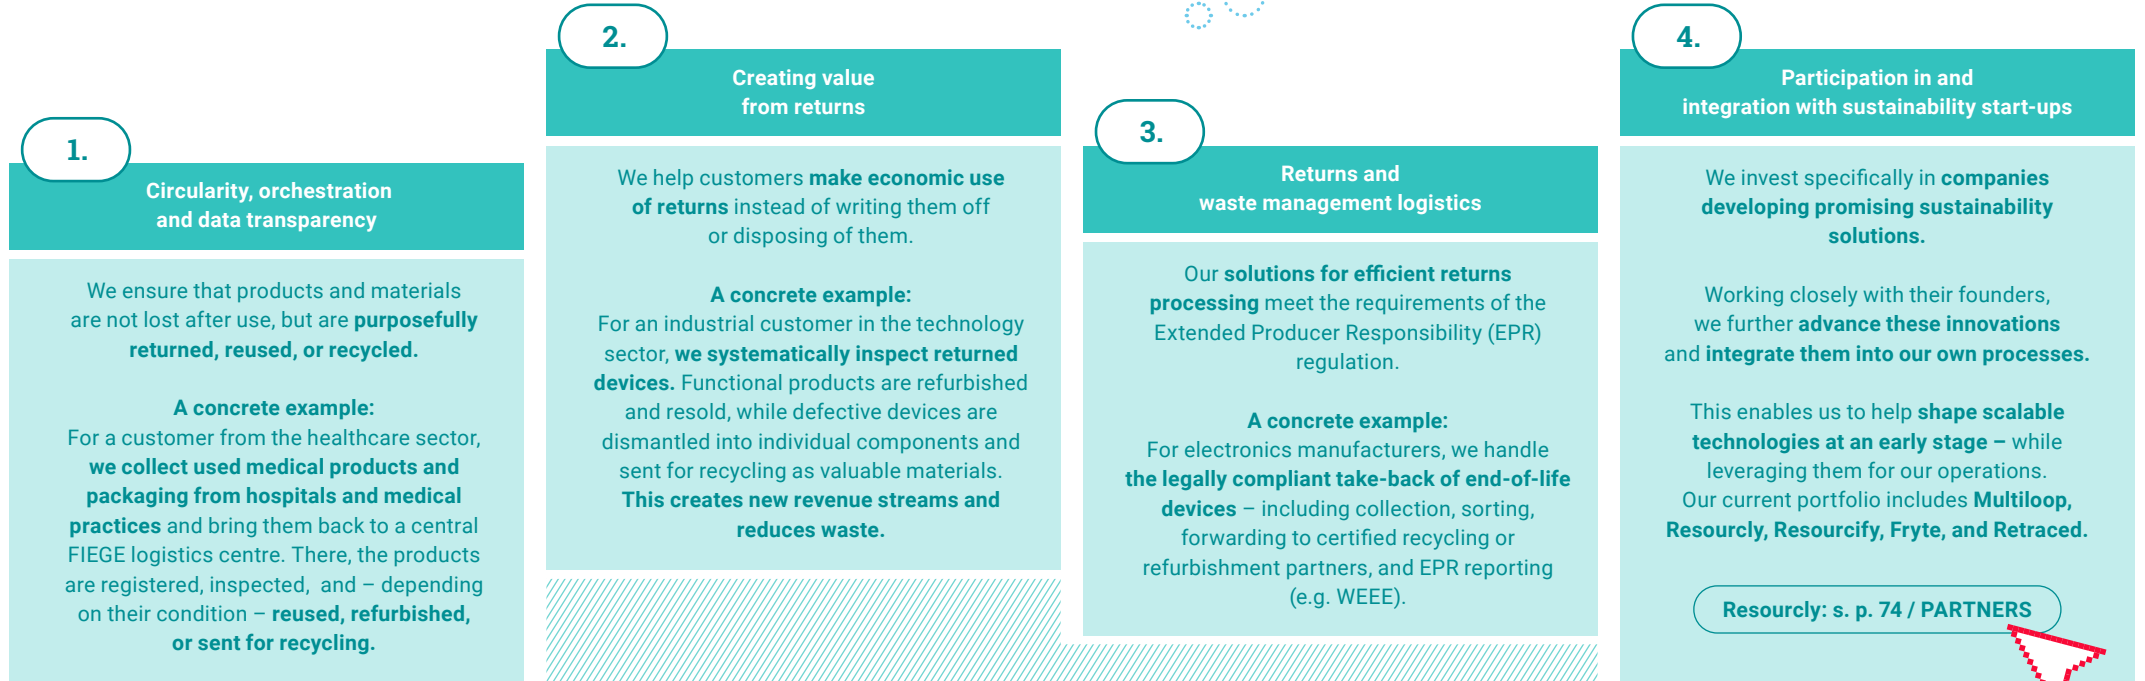 1.
Circularity, orchestration
and data transparency
We ensure that products and materials
are not lost after use, but are purposefully
returned, reused, or recycled.
A concrete example:
For a customer from the healthcare sector,
we collect used medical products and
packaging from hospitals and medical
practices and bring them back to a central
FIEGE logistics centre. There, the products
are registered, inspected, and – depending
on their condition – reused, refurbished,
or sent for recycling.
2.
Creating value
from returns
We help customers make economic use
of returns instead of writing them off
or disposing of them.
A concrete example:
For an industrial customer in the technology
sector, we systematically inspect returned
devices. Functional products are refurbished
and resold, while defective devices are
dismantled into individual components and
sent for recycling as valuable materials.
This creates new revenue streams and
reduces waste.
3.
Returns and
waste management logistics
Our solutions for efficient returns
processing meet the requirements of the
Extended Producer Responsibility (EPR)
regulation.
A concrete example:
For electronics manufacturers, we handle
the legally compliant take-back of end-of-life
devices – including collection, sorting,
forwarding to certified recycling or
refurbishment partners, and EPR reporting
(e.g. WEEE).
4.
Participation in and
integration with sustainability start-ups
We invest specifically in companies
developing promising sustainability
solutions.
Working closely with their founders,
we further advance these innovations
and integrate them into our own processes.
This enables us to help shape scalable
technologies at an early stage – while
leveraging them for our operations.
Our current portfolio includes Multiloop,
Resourcly, Resourcify, Fryte, and Retraced.
Resourcly: s. p. 74 / PARTNERS